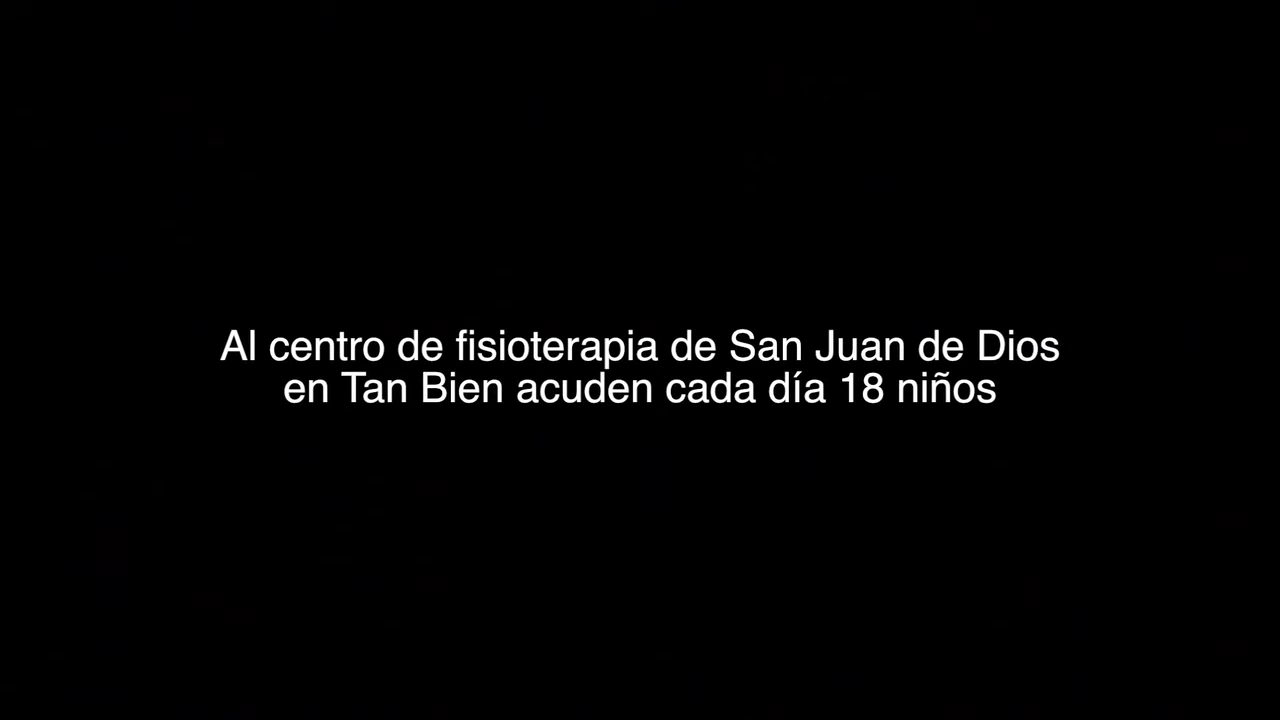 Al centro de fisioterapia de San Juan de Dios
en Tan Bien acuden cada día 18 niños